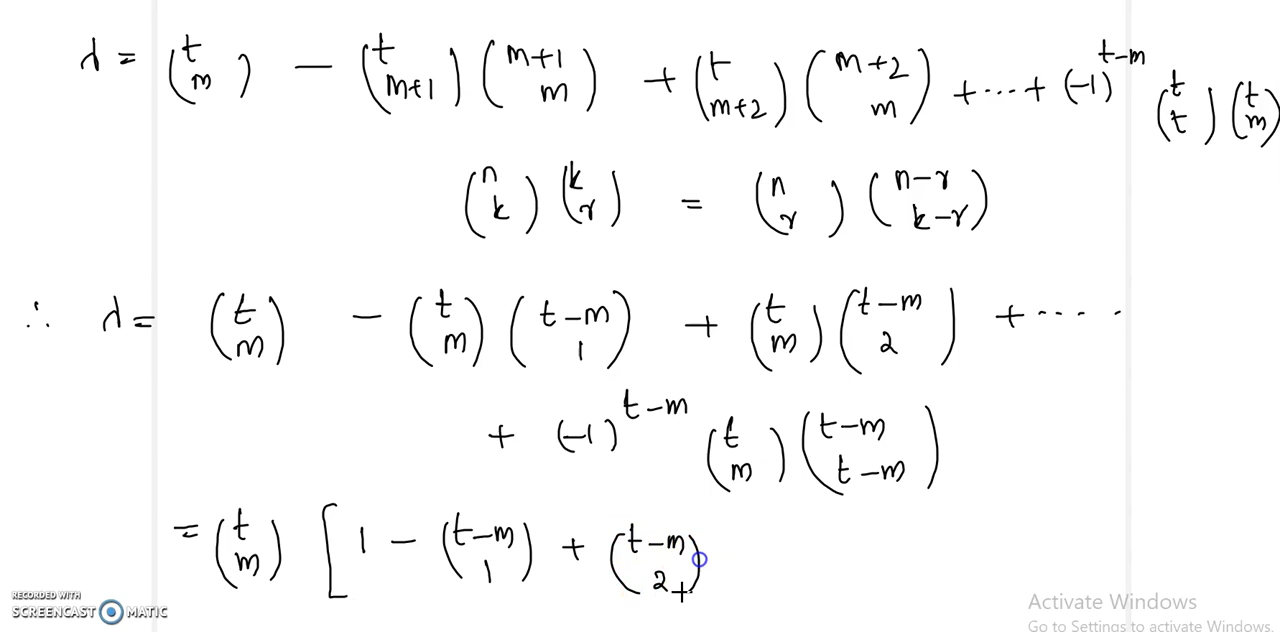 λ = (t m) − (t m+1)(m+1 m) + (t m+2)(m+2 m) + ⋯ + (−1)^{t−m} (t t)(t m)
(n k)(k r) = (n r)(n−r k−r)
∴ λ = (t m) − (t m)(t−m 1) + (t m)(t−m 2) + ⋯⋯
+ (−1)^{t−m} (t m)(t−m t−m)
= (t m) [ 1 − (t−m 1) + (t−m 2)
RECORDED WITH
SCREENCAST MATIC
Activate Windows
Go to Settings to activate Windows.